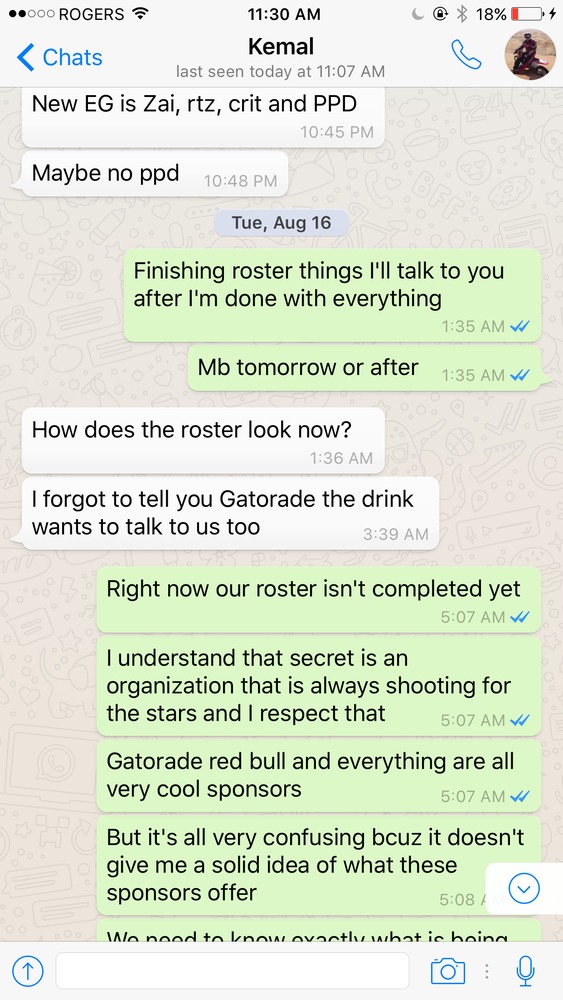 ROGERS 11:30 AM 18%
Chats
Kemal
last seen today at 11:07 AM
New EG is Zai, rtz, crit and PPD
10:45 PM
Maybe no ppd 10:48 PM
Tue, Aug 16
Finishing roster things I'll talk to you
after I'm done with everything
1:35 AM
Mb tomorrow or after 1:35 AM
How does the roster look now?
1:36 AM
I forgot to tell you Gatorade the drink
wants to talk to us too 3:39 AM
Right now our roster isn't completed yet
5:07 AM
I understand that secret is an
organization that is always shooting for
the stars and I respect that 5:07 AM
Gatorade red bull and everything are all
very cool sponsors 5:07 AM
But it's all very confusing bcuz it doesn't
give me a solid idea of what these
sponsors offer 5:08
We need to know exactly what is being